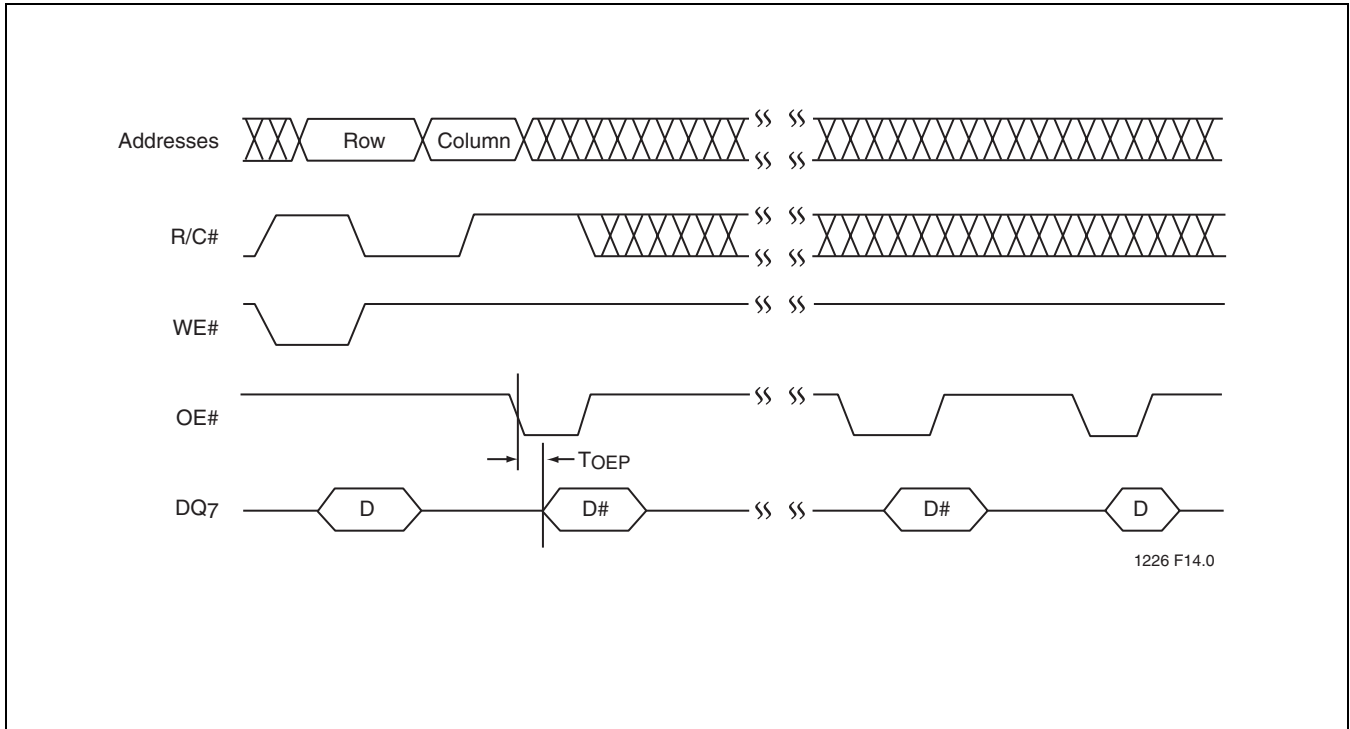 Addresses Row Column
R/C#
WE#
OE#
TOEP
DQ7 D D# D# D
1226 F14.0